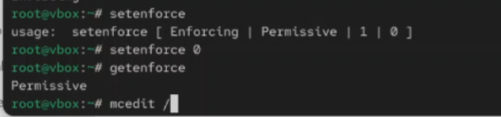 root@vbox:~# setenforce
usage:  setenforce [ Enforcing | Permissive | 1 | 0 ]
root@vbox:~# setenforce 0
root@vbox:~# getenforce
Permissive
root@vbox:~# mcedit /